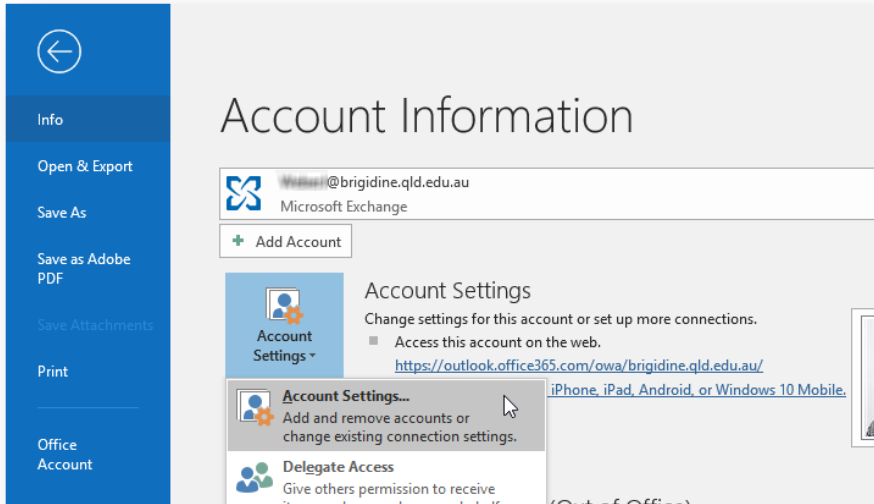 Account Information
Info
Open & Export
Save As
Save as Adobe
PDF
Save Attachments
Print
Office
Account
@brigidine.qld.edu.au
Microsoft Exchange
Add Account
Account
Settings
Account Settings
Change settings for this account or set up more connections.
Access this account on the web.
https://outlook.office365.com/owa/brigidine.qld.edu.au/
iPhone, iPad, Android, or Windows 10 Mobile.
Account Settings...
Add and remove accounts or
change existing connection settings.
Delegate Access
Give others permission to receive
(Out of Office)